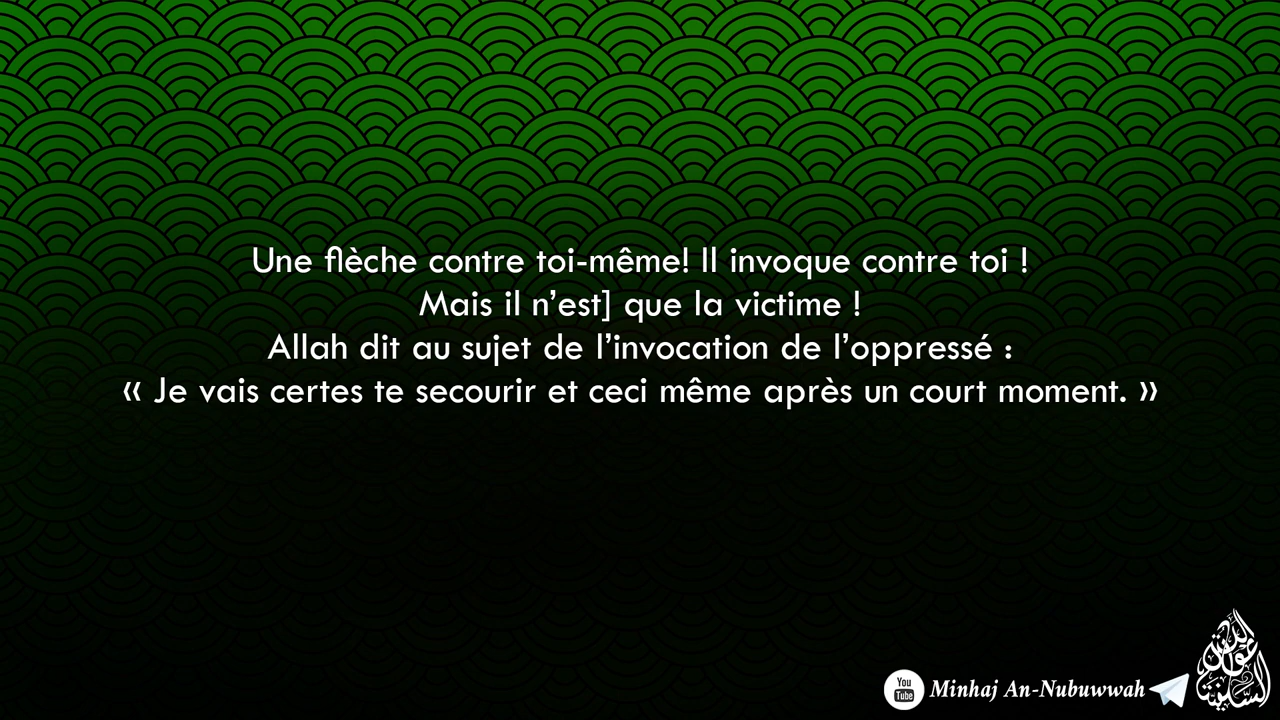 Une flèche contre toi-même! Il invoque contre toi !
Mais il n’est] que la victime !
Allah dit au sujet de l’invocation de l’oppressé :
« Je vais certes te secourir et ceci même après un court moment. »
You
Tube
Minhaj An-Nubuwwah